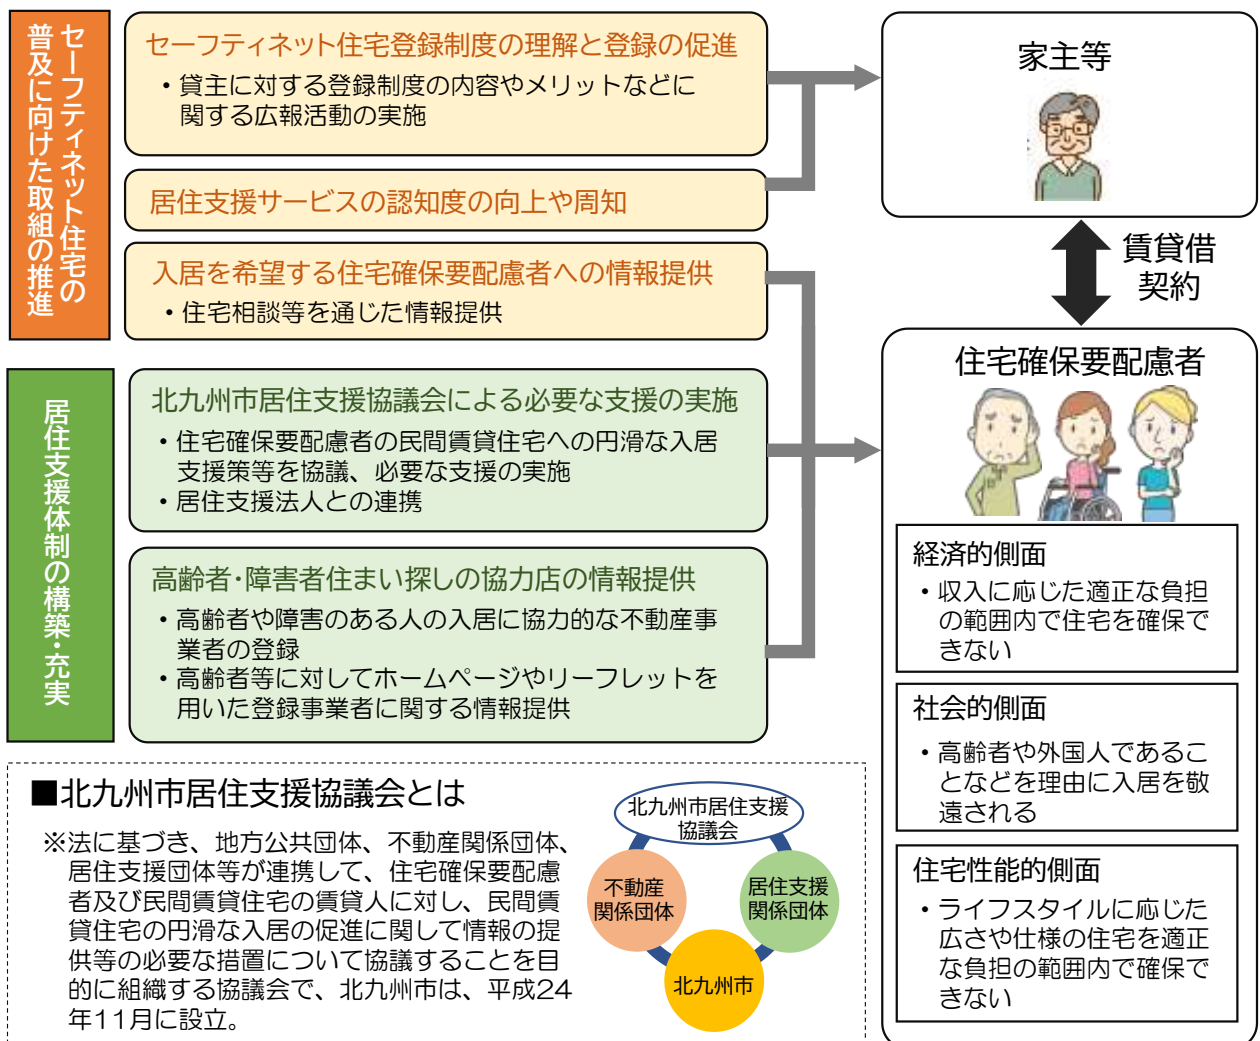 セーフティネット住宅の
普及に向けた取組の推進
セーフティネット住宅登録制度の理解と登録の促進
・貸主に対する登録制度の内容やメリットなどに
関する広報活動の実施
居住支援サービスの認知度の向上や周知
入居を希望する住宅確保要配慮者への情報提供
・住宅相談等を通じた情報提供
居住支援体制の構築・充実
北九州市居住支援協議会による必要な支援の実施
・住宅確保要配慮者の民間賃貸住宅への円滑な入居
支援策等を協議、必要な支援の実施
・居住支援法人との連携
高齢者・障害者住まい探しの協力店の情報提供
・高齢者や障害のある人の入居に協力的な不動産事
業者の登録
・高齢者等に対してホームページやリーフレットを
用いた登録事業者に関する情報提供
家主等
賃貸借
契約
住宅確保要配慮者
経済的側面
・収入に応じた適正な負担
の範囲内で住宅を確保で
きない
社会的側面
・高齢者や外国人であるこ
となどを理由に入居を敬
遠される
住宅性能的側面
・ライフスタイルに応じた
広さや仕様の住宅を適正
な負担の範囲内で確保で
きない
■北九州市居住支援協議会とは
※法に基づき、地方公共団体、不動産関係団体、
居住支援団体等が連携して、住宅確保要配慮
者及び民間賃貸住宅の賃貸人に対し、民間賃
貸住宅の円滑な入居の促進に関して情報の提
供等の必要な措置について協議することを目
的に組織する協議会で、北九州市は、平成24
年11月に設立。
北九州市居住支援
協議会
不動産
関係団体
居住支援
関係団体
北九州市